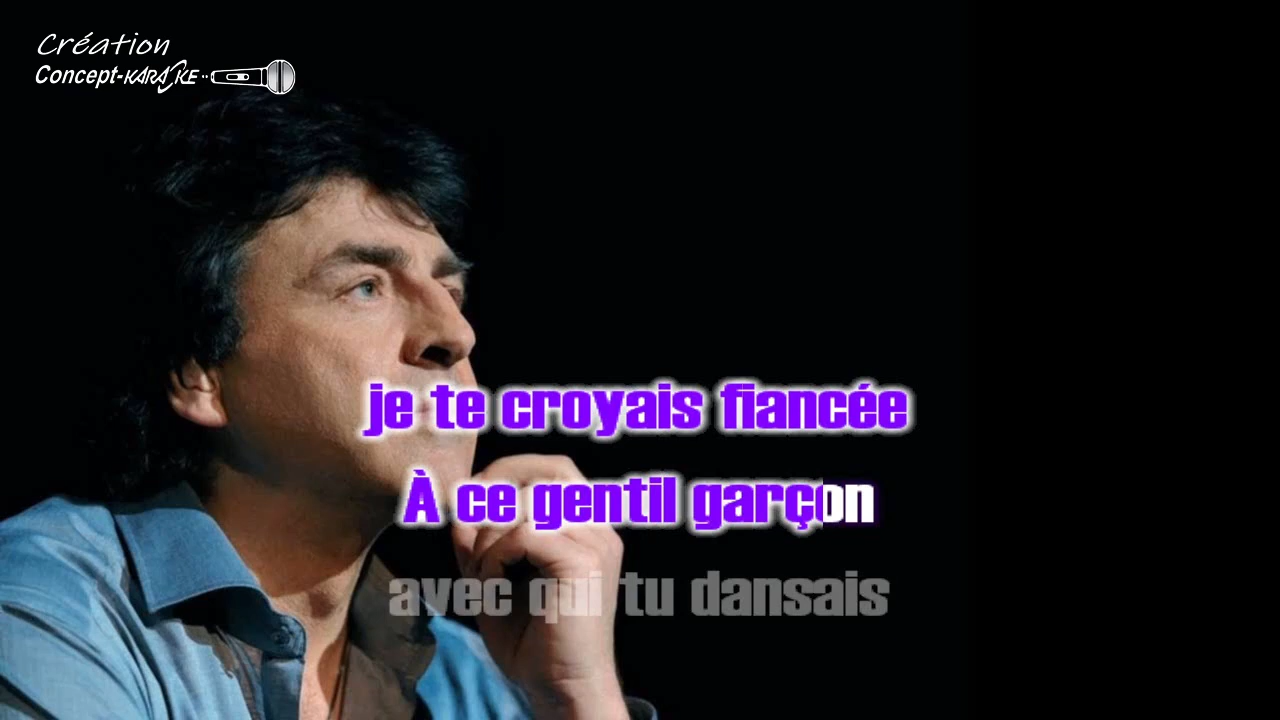 Création
Concept-KARAOKE
je te croyais fiancée
À ce gentil garçon
avec qui tu dansais